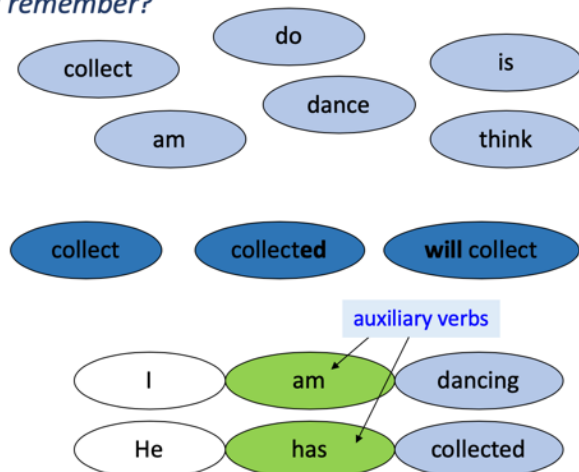 remember?
do
collect
is
dance
am
think
collect
collected
will collect
auxiliary verbs
I am dancing
He has collected